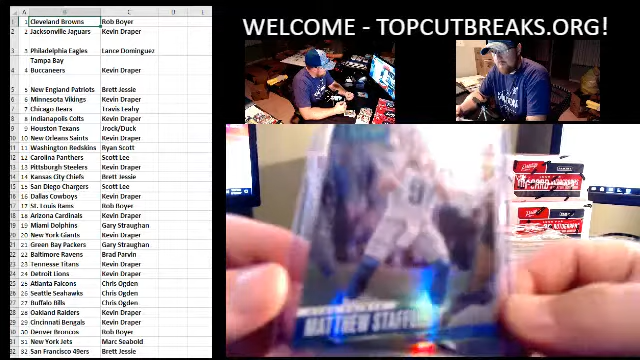 WELCOME - TOPCUTBREAKS.ORG!
1 Cleveland Browns Rob Boyer
2 Jacksonville Jaguars Kevin Draper
3 Philadelphia Eagles Lance Dominguez
Tampa Bay
4 Buccaneers Kevin Draper
5 New England Patriots Brett Jessie
6 Minnesota Vikings Kevin Draper
7 Chicago Bears Travis Leahy
8 Indianapolis Colts Kevin Draper
9 Houston Texans Jrock/Duck
10 New Orleans Saints Kevin Draper
11 Washington Redskins Ryan Scott
12 Carolina Panthers Scott Lee
13 Pittsburgh Steelers Kevin Draper
14 Kansas City Chiefs Brett Jessie
15 San Diego Chargers Scott Lee
16 Dallas Cowboys Kevin Draper
17 St. Louis Rams Rob Boyer
18 Arizona Cardinals Kevin Draper
19 Miami Dolphins Gary Straughan
20 New York Giants Kevin Draper
21 Green Bay Packers Gary Straughan
22 Baltimore Ravens Brad Parvin
23 Tennessee Titans Kevin Draper
24 Detroit Lions Kevin Draper
25 Atlanta Falcons Chris Ogden
26 Seattle Seahawks Chris Ogden
27 Buffalo Bills Chris Ogden
28 Oakland Raiders Kevin Draper
29 Cincinnati Bengals Kevin Draper
30 Denver Broncos Rob Boyer
31 New York Jets Marc Seabold
32 San Francisco 49ers Brett Jessie
MATTHEW STAFFORD